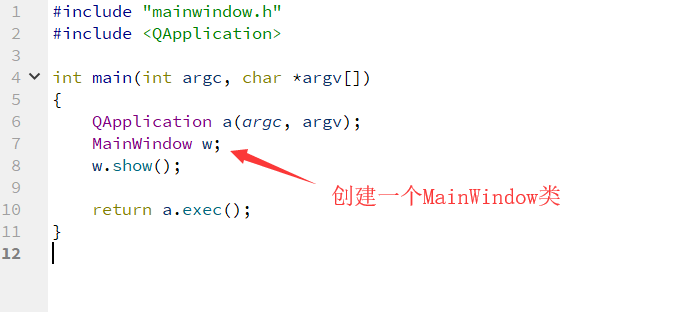 1 #include "mainwindow.h"
2 #include <QApplication>
3
4 int main(int argc, char *argv[])
5 {
6     QApplication a(argc, argv);
7     MainWindow w;
8     w.show();
9
10     return a.exec();
11 }
12
创建一个MainWindow类